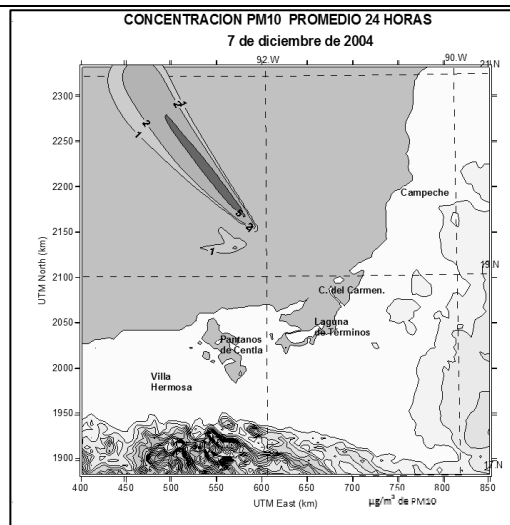 CONCENTRACION PM10 PROMEDIO 24 HORAS
7 de diciembre de 2004
92.W
90.W
21.N
2300
2250
2200
2150
2100
2050
2000
1950
1900
UTM North (km)
1
2
1
2
5
2
1
Campeche
19.N
C. del Carmen.
Laguna
de Términos
Pantanos
de Centla
Villa
Hermosa
17.N
400
450
500
550
600
650
700
750
800
850
UTM East (km)
µg/m³ de PM10